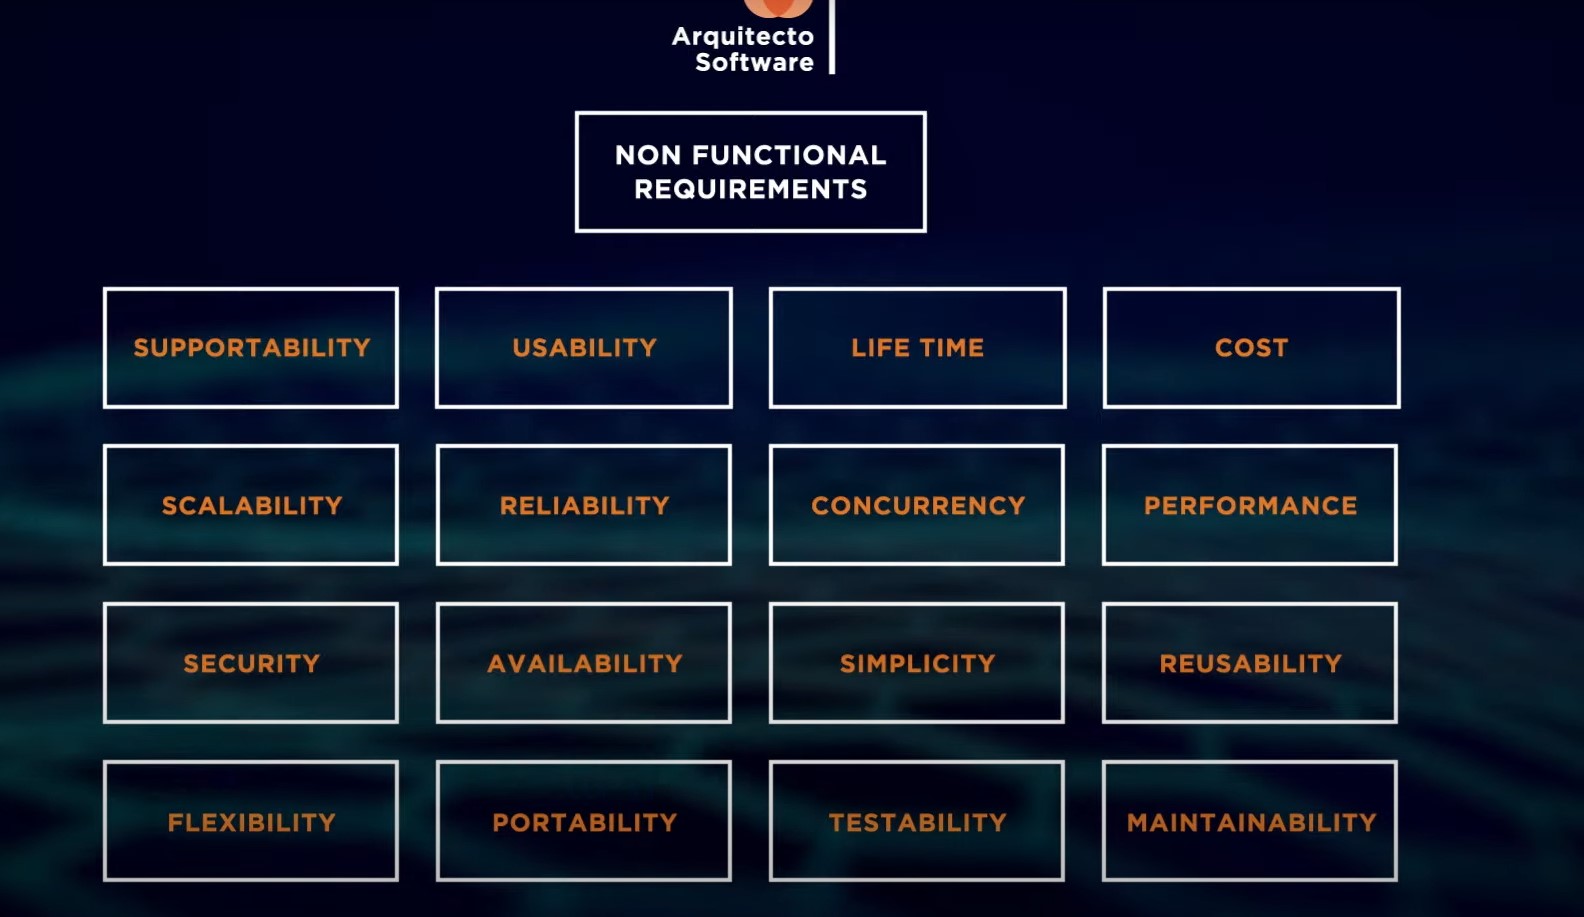 Arquitecto
Software
NON FUNCTIONAL
REQUIREMENTS
SUPPORTABILITY
USABILITY
LIFE TIME
COST
SCALABILITY
RELIABILITY
CONCURRENCY
PERFORMANCE
SECURITY
AVAILABILITY
SIMPLICITY
REUSABILITY
FLEXIBILITY
PORTABILITY
TESTABILITY
MAINTAINABILITY